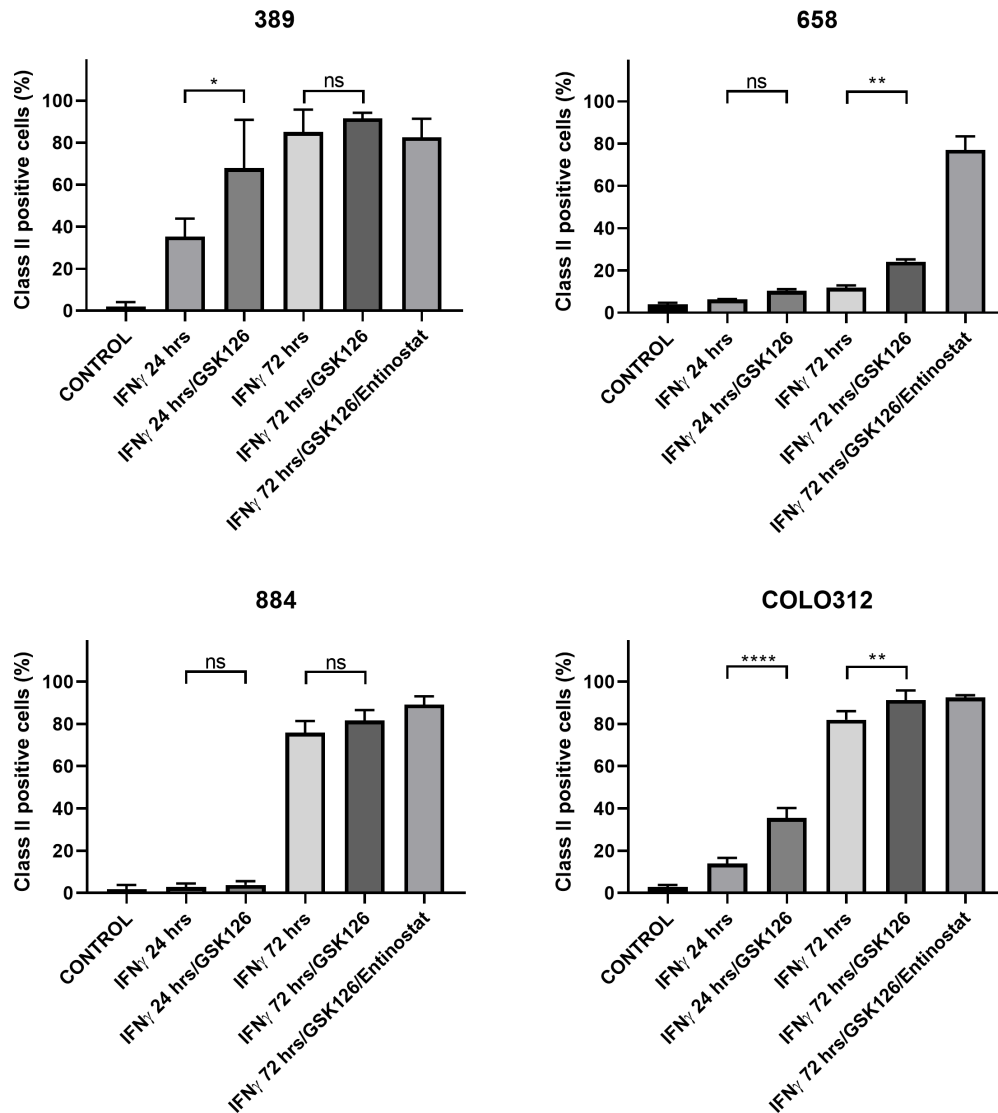 389
Class II positive cells (%)
100
80
60
40
20
0
*
ns
CONTROL
IFNγ 24 hrs
IFNγ 24 hrs/GSK126
IFNγ 72 hrs
IFNγ 72 hrs/GSK126
IFNγ 72 hrs/GSK126/Entinostat
658
Class II positive cells (%)
100
80
60
40
20
0
ns
**
CONTROL
IFNγ 24 hrs
IFNγ 24 hrs/GSK126
IFNγ 72 hrs
IFNγ 72 hrs/GSK126
IFNγ 72 hrs/GSK126/Entinostat
884
Class II positive cells (%)
100
80
60
40
20
0
ns
ns
CONTROL
IFNγ 24 hrs
IFNγ 24 hrs/GSK126
IFNγ 72 hrs
IFNγ 72 hrs/GSK126
IFNγ 72 hrs/GSK126/Entinostat
COLO312
Class II positive cells (%)
100
80
60
40
20
0
****
**
CONTROL
IFNγ 24 hrs
IFNγ 24 hrs/GSK126
IFNγ 72 hrs
IFNγ 72 hrs/GSK126
IFNγ 72 hrs/GSK126/Entinostat